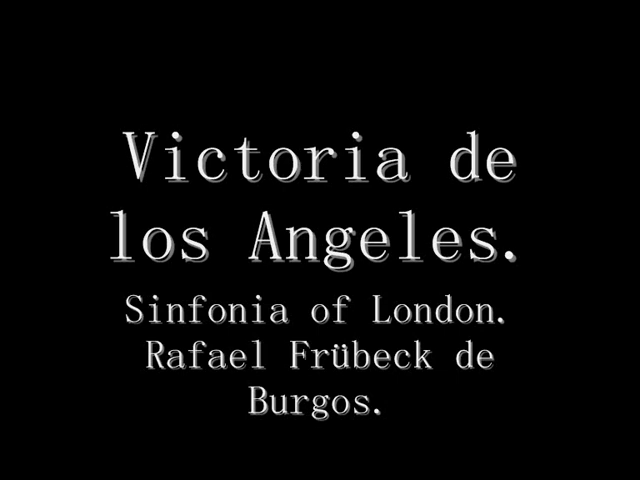 Victoria de
los Angeles.
Sinfonia of London.
Rafael Frübeck de
Burgos.